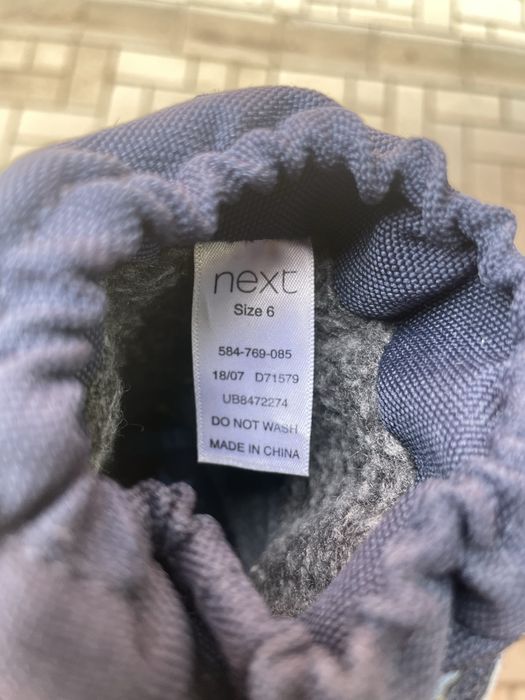 next
Size 6
584-769-085
18/07 D71579
UB8472274
DO NOT WASH
MADE IN CHINA